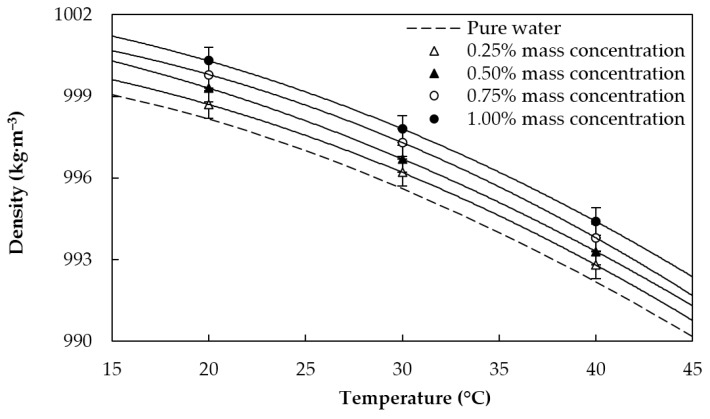 1002
999
996
993
990
Density (kg·m⁻³)
Pure water
0.25% mass concentration
0.50% mass concentration
0.75% mass concentration
1.00% mass concentration
15 20 25 30 35 40 45
Temperature (°C)